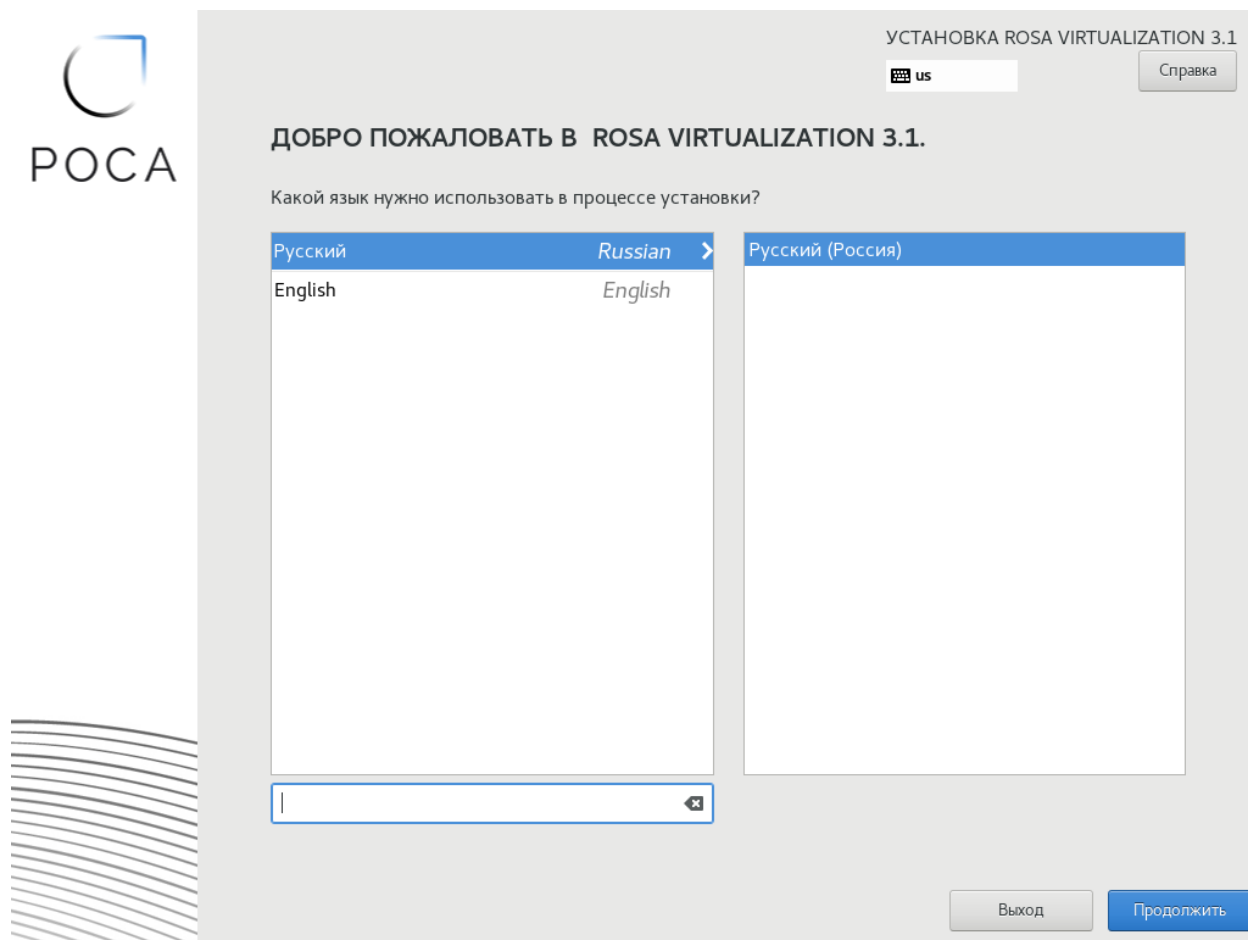 РОСА
УСТАНОВКА ROSA VIRTUALIZATION 3.1
us
Справка
ДОБРО ПОЖАЛОВАТЬ В ROSA VIRTUALIZATION 3.1.
Какой язык нужно использовать в процессе установки?
Русский Russian
English English
Русский (Россия)
Выход
Продолжить